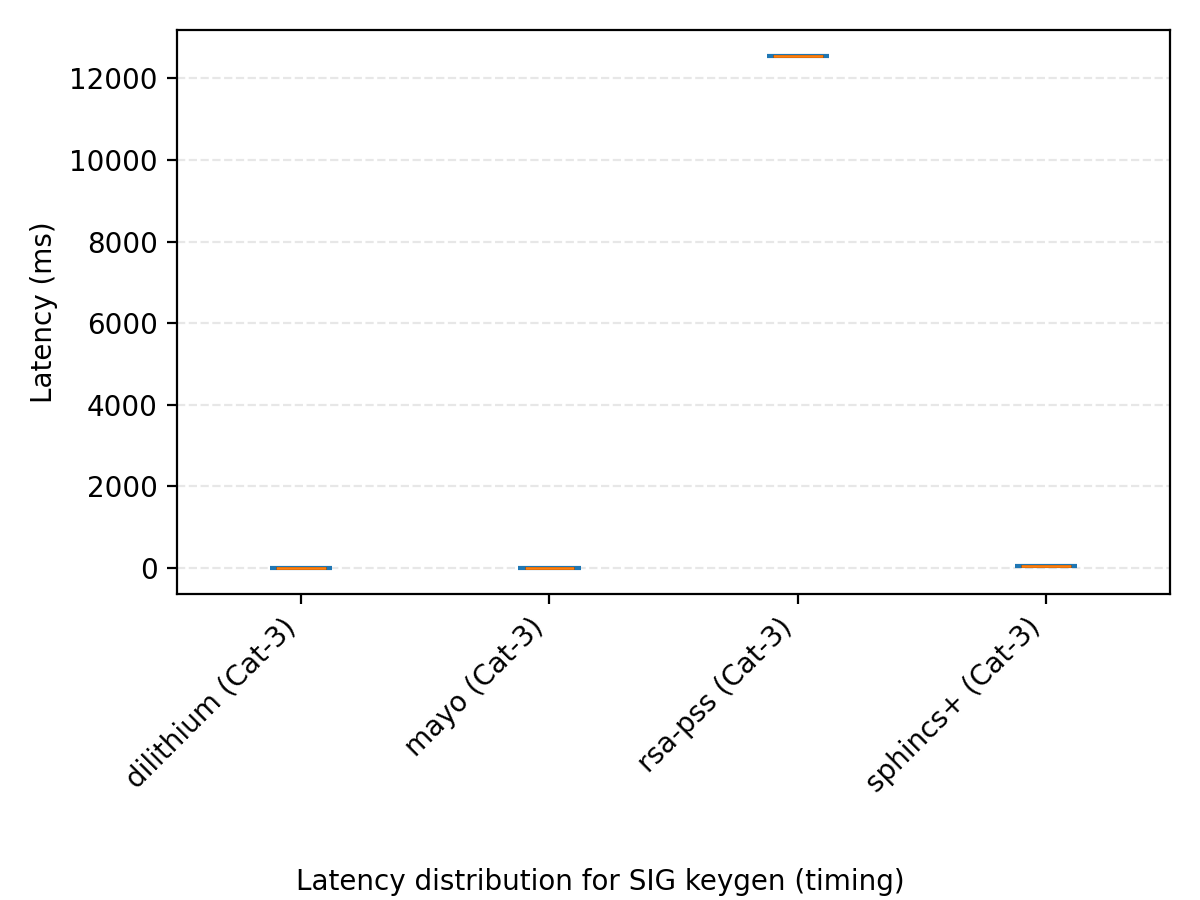 12000
10000
8000
6000
4000
2000
0
Latency (ms)
dilithium (Cat-3)
mayo (Cat-3)
rsa-pss (Cat-3)
sphincs+ (Cat-3)
Latency distribution for SIG keygen (timing)